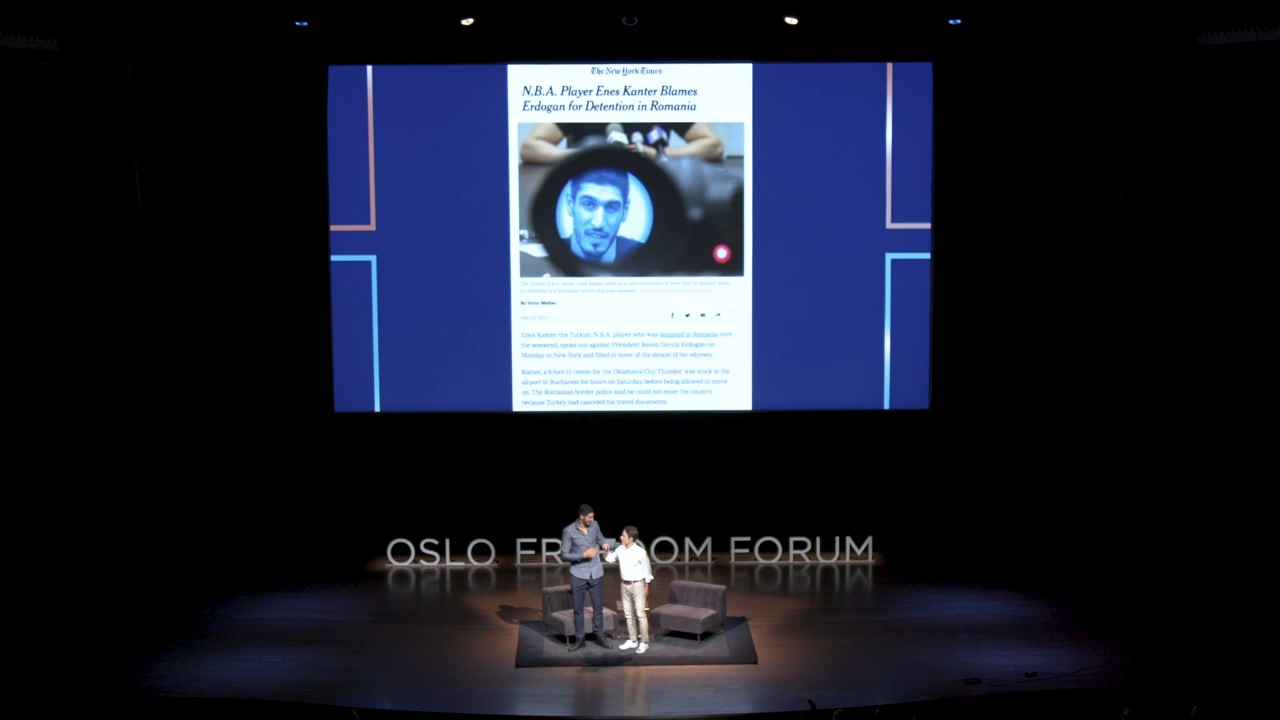 The New York Times
N.B.A. Player Enes Kanter Blames
Erdogan for Detention in Romania
By Victor Mather
Enes Kanter, the Turkish N.B.A. player who was detained in Romania over
the weekend, spoke out against President Recep Tayyip Erdogan on
Monday in New York and filled in some of the details of his odyssey.
Kanter, a 6-foot-11 center for the Oklahoma City Thunder, was stuck at the
airport in Bucharest for hours on Saturday before being allowed to move
on. The Romanian border police said he could not enter the country
because Turkey had canceled his travel documents.
OSLO FR OM FORUM